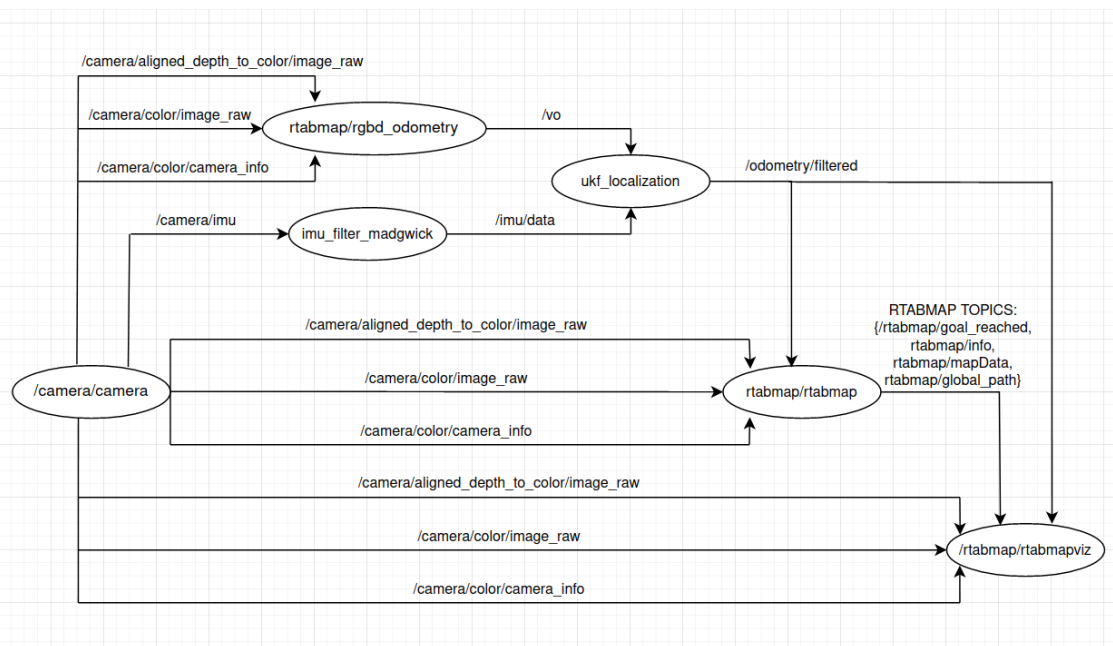 /camera/aligned_depth_to_color/image_raw
/camera/color/image_raw
rtabmap/rgbd_odometry
/vo
/camera/color/camera_info
/odometry/filtered
ukf_localization
/camera/imu
imu_filter_madgwick
/imu/data
RTABMAP TOPICS:
{/rtabmap/goal_reached,
rtabmap/info,
rtabmap/mapData,
rtabmap/global_path}
/camera/aligned_depth_to_color/image_raw
/camera/color/image_raw
/camera/camera
rtabmap/rtabmap
/camera/color/camera_info
/camera/aligned_depth_to_color/image_raw
/camera/color/image_raw
/rtabmap/rtabmapviz
/camera/color/camera_info